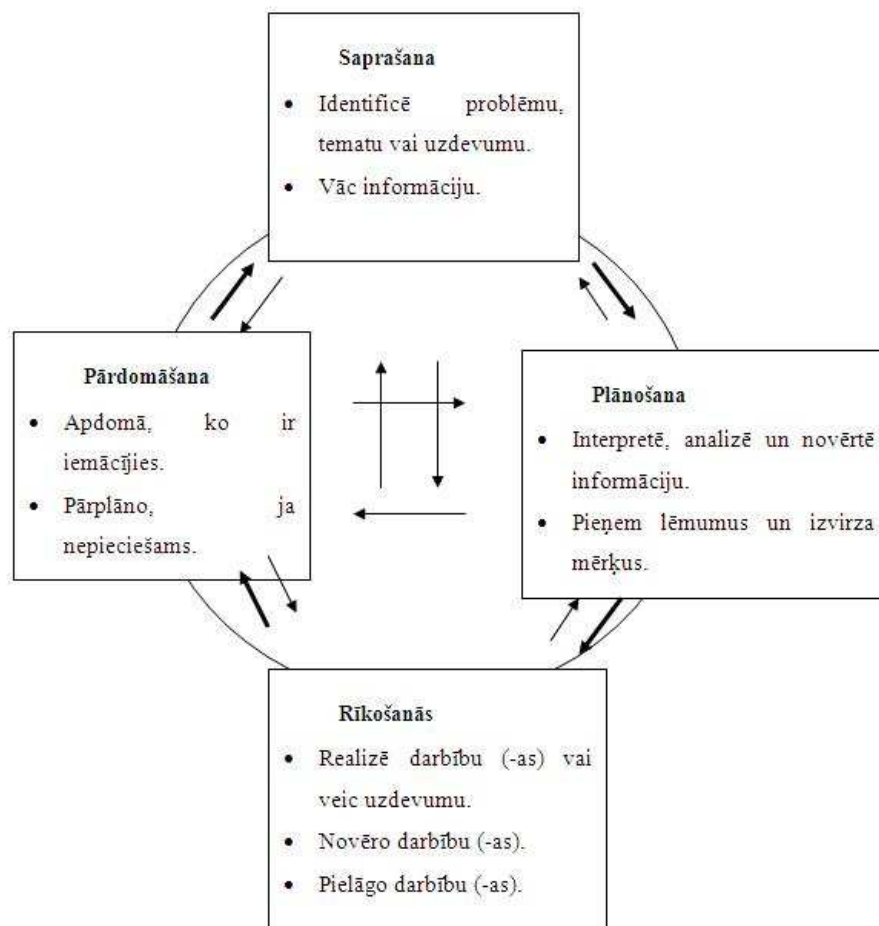 Saprašana
• Identificē problēmu,
tematu vai uzdevumu.
• Vāc informāciju.
Pārdomāšana
• Apdomā, ko ir
iemācījies.
• Pārplāno, ja
nepieciešams.
Plānošana
• Interpretē, analizē un novērtē
informāciju.
• Pieņem lēmumus un izvirza
mērķus.
Rīkošanās
• Realizē darbību (-as) vai
veic uzdevumu.
• Novēro darbību (-as).
• Pielāgo darbību (-as).